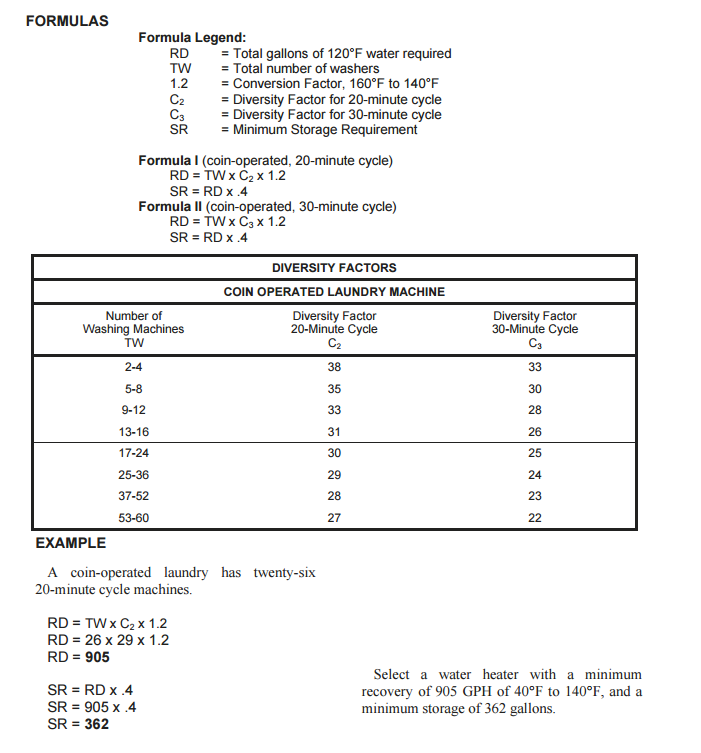 FORMULAS
Formula Legend:
RD = Total gallons of 120°F water required
TW = Total number of washers
1.2 = Conversion Factor, 160°F to 140°F
C₂ = Diversity Factor for 20-minute cycle
C₃ = Diversity Factor for 30-minute cycle
SR = Minimum Storage Requirement
Formula I (coin-operated, 20-minute cycle)
RD = TW x C₂ x 1.2
SR = RD x .4
Formula II (coin-operated, 30-minute cycle)
RD = TW x C₃ x 1.2
SR = RD x .4
DIVERSITY FACTORS
COIN OPERATED LAUNDRY MACHINE
Number of Diversity Factor Diversity Factor
Washing Machines 20-Minute Cycle 30-Minute Cycle
TW C₂ C₃
2-4 38 33
5-8 35 30
9-12 33 28
13-16 31 26
17-24 30 25
25-36 29 24
37-52 28 23
53-60 27 22
EXAMPLE
A coin-operated laundry has twenty-six
20-minute cycle machines.
RD = TW x C₂ x 1.2
RD = 26 x 29 x 1.2
RD = 905
SR = RD x .4
SR = 905 x .4
SR = 362
Select a water heater with a minimum
recovery of 905 GPH of 40°F to 140°F, and a
minimum storage of 362 gallons.